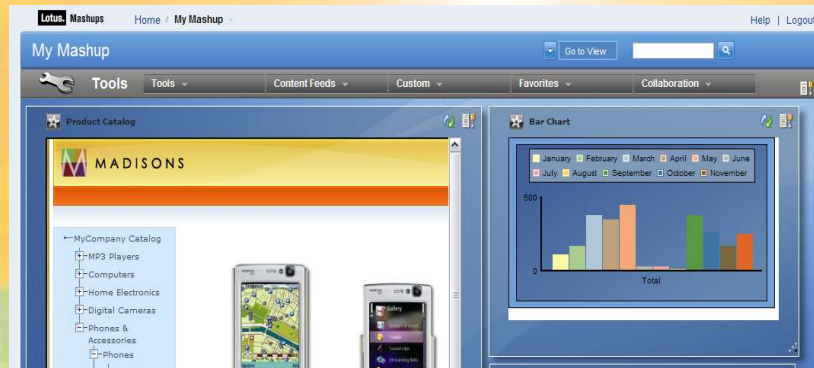 Lotus. Mashups Home / My Mashup Help | Logout
My Mashup Go to View
Tools Tools Content Feeds Custom Favorites Collaboration
Product Catalog
MADISONS
MyCompany Catalog
MP3 Players
Computers
Home Electronics
Digital Cameras
Phones &
Accessories
Phones
Gallery
Bar Chart
January February March April May June
July August September October November
500
0
Total